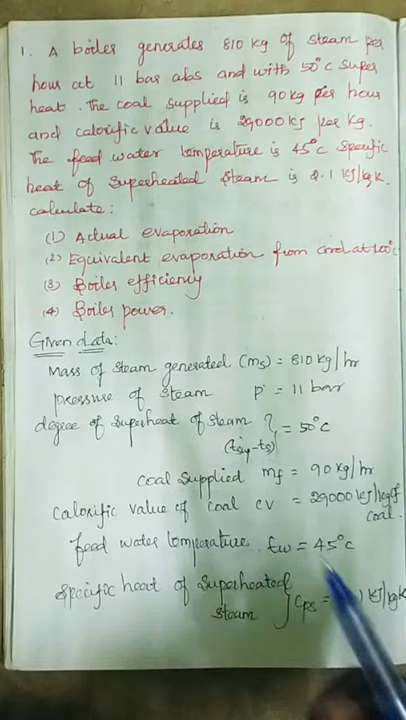 1. A boiler generates 810 kg of steam per
hour at 11 bar abs and with 50°c super
heat. The coal supplied is 90kg per hour
and calorific value is 29000KJ per kg.
The feed water temperature is 45°c specific
heat of superheated steam is 2.1 KJ/kg k.
calculate:
(1) Actual evaporation
(2) Equivalent evaporation from and at 100°c
(3) Boiler efficiency
(4) Boiler power.
Given data:
Mass of steam generated (ms) = 810 kg/hr
pressure of steam p = 11 bar
degree of superheat of steam } = 50°c
(tsup-ts)
coal supplied mf = 90 kg/hr
calorific value of coal cv = 29000 KJ/kg of
coal.
feed water temperature tw = 45°c
specific heat of superheated
steam } Cps = 1 KJ/kgk